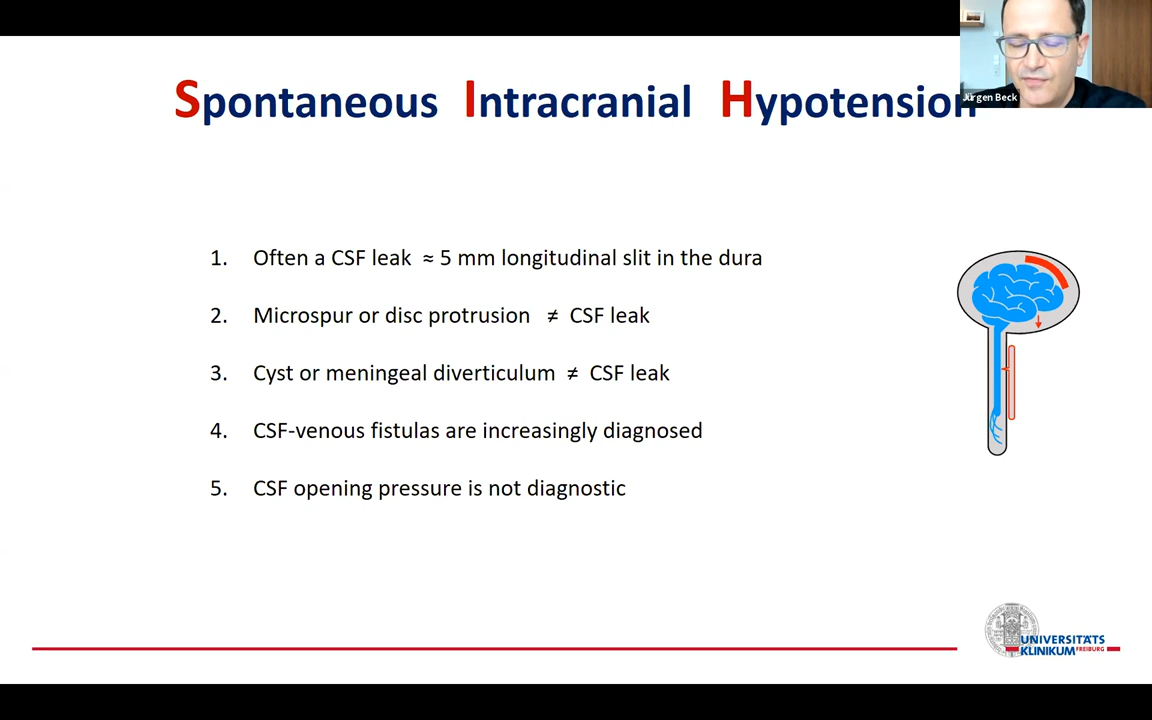 Spontaneous Intracranial Hypotension
Jürgen Beck
1. Often a CSF leak ≈ 5 mm longitudinal slit in the dura
2. Microspur or disc protrusion ≠ CSF leak
3. Cyst or meningeal diverticulum ≠ CSF leak
4. CSF-venous fistulas are increasingly diagnosed
5. CSF opening pressure is not diagnostic
UNIVERSITÄTS
KLINIKUM FREIBURG